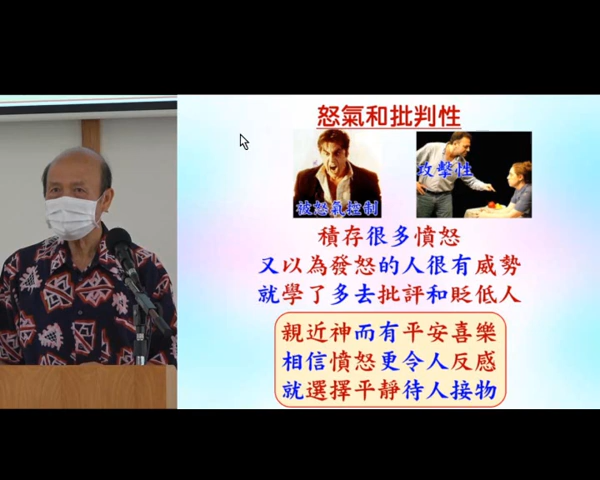 怒氣和批判性
被怒氣控制
攻擊性
積存很多憤怒
又以為發怒的人很有威勢
就學了多去批評和貶低人
親近神而有平安喜樂
相信憤怒更令人反感
就選擇平靜待人接物